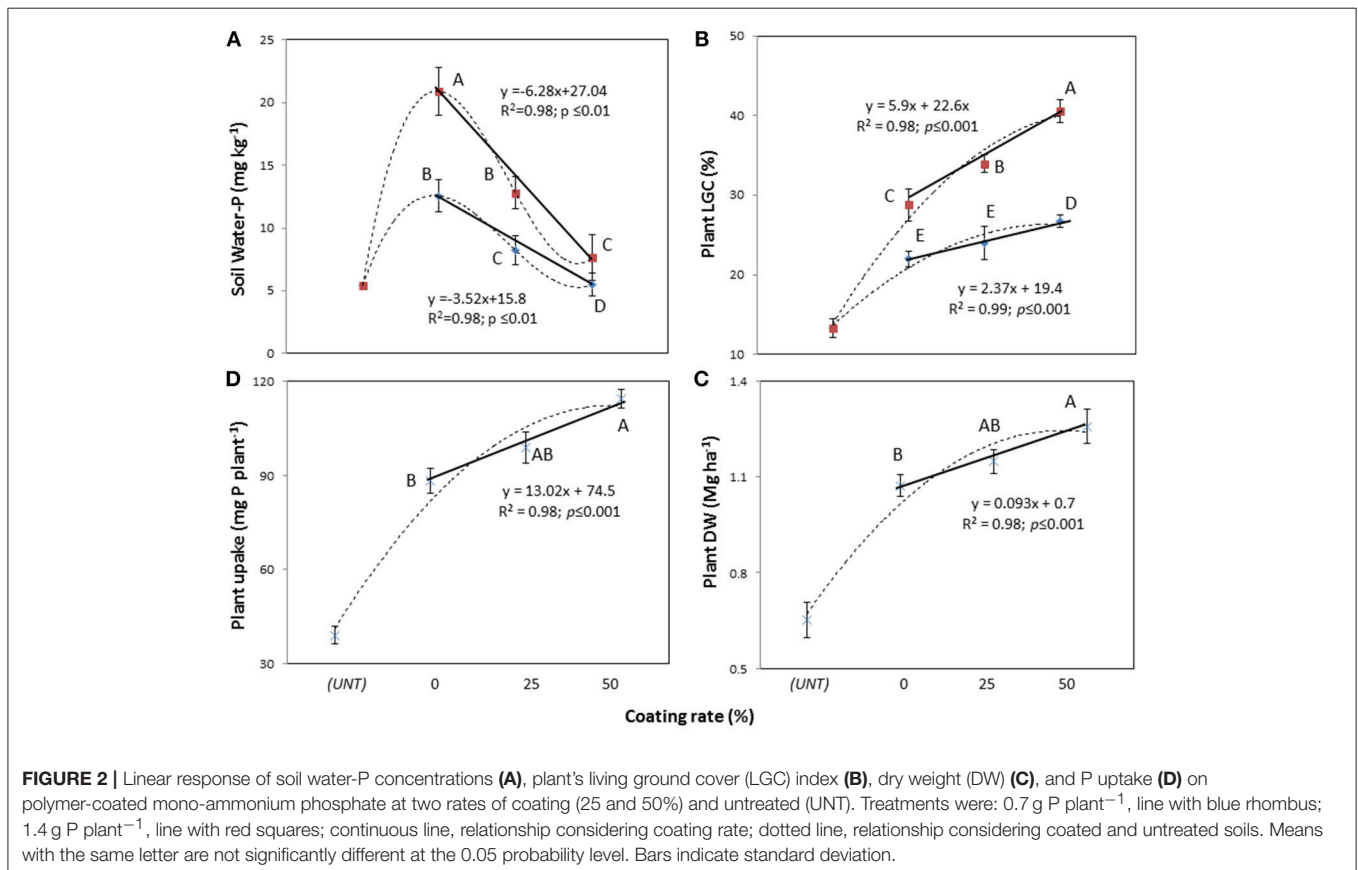 A
25
20
15
10
5
0
Soil Water-P (mg kg⁻¹)
A
B
B
C
C
D
y =-6.28x+27.04
R²=0.98; p ≤0.01
y =-3.52x+15.8
R²=0.98; p ≤0.01
B
50
40
30
20
10
Plant LGC (%)
y = 5.9x + 22.6x
R² = 0.98; p≤0.001
A
B
C
D
E
E
y = 2.37x + 19.4
R² = 0.99; p≤0.001
D
120
90
60
30
Plant upake (mg P plant⁻¹)
B
AB
A
y = 13.02x + 74.5
R² = 0.98; p≤0.001
(UNT) 0 25 50
C
1.4
1.1
0.8
0.5
Plant DW (Mg ha⁻¹)
B
AB
A
y = 0.093x + 0.7
R² = 0.98; p≤0.001
(UNT) 0 25 50
Coating rate (%)
FIGURE 2 | Linear response of soil water-P concentrations (A), plant's living ground cover (LGC) index (B), dry weight (DW) (C), and P uptake (D) on
polymer-coated mono-ammonium phosphate at two rates of coating (25 and 50%) and untreated (UNT). Treatments were: 0.7 g P plant⁻¹, line with blue rhombus;
1.4 g P plant⁻¹, line with red squares; continuous line, relationship considering coating rate; dotted line, relationship considering coated and untreated soils. Means
with the same letter are not significantly different at the 0.05 probability level. Bars indicate standard deviation.